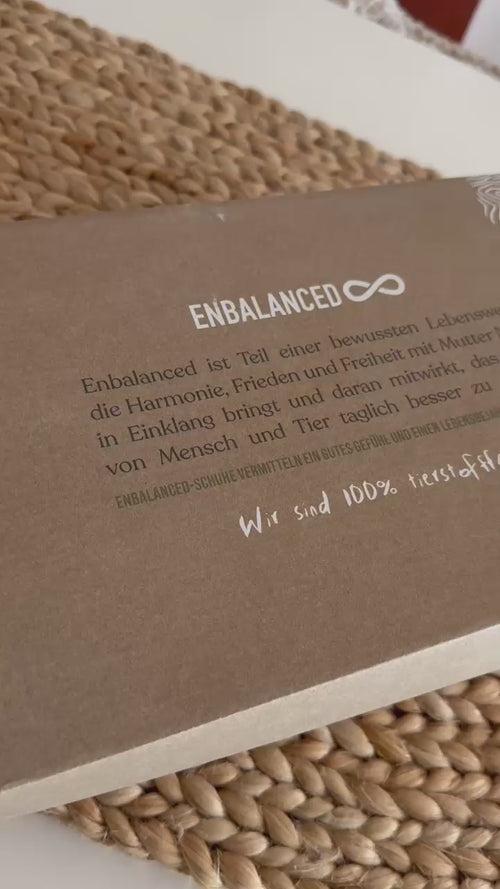 ENBALANCED
Enbalanced ist Teil einer bewussten
die Harmonie, Frieden und Freiheit mit Mutter
in Einklang bringt und daran mitwirkt, das
von Mensch und Tier täglich besser zu
ENBALANCED-SCHUHE VERMITTELN EIN GUTES GEFÜHL UND EINEN
Wir sind 100%